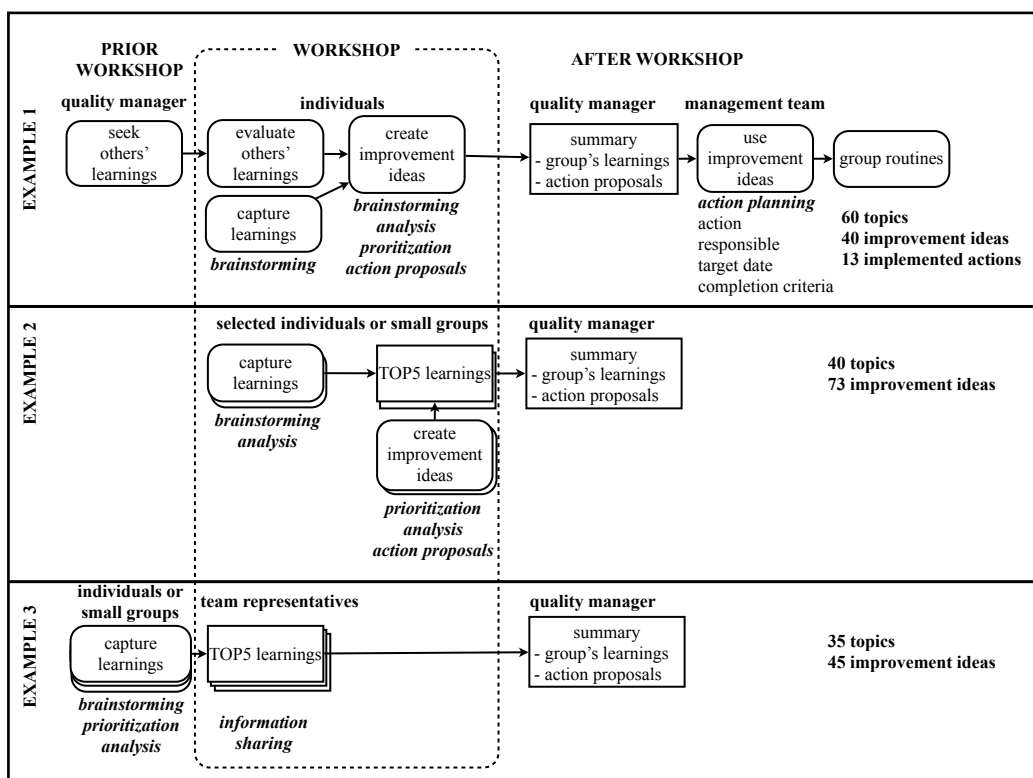 PRIOR
WORKSHOP
WORKSHOP
AFTER WORKSHOP
EXAMPLE 1
quality manager
seek
others'
learnings
individuals
evaluate
others'
learnings
capture
learnings
brainstorming
create
improvement
ideas
brainstorming
analysis
proritization
action proposals
quality manager
summary
- group's learnings
- action proposals
management team
use
improvement
ideas
action planning
action
responsible
target date
completion criteria
group routines
60 topics
40 improvement ideas
13 implemented actions
EXAMPLE 2
selected individuals or small groups
capture
learnings
brainstorming
analysis
TOP5 learnings
create
improvement
ideas
prioritization
analysis
action proposals
quality manager
summary
- group's learnings
- action proposals
40 topics
73 improvement ideas
EXAMPLE 3
individuals or
small groups
capture
learnings
brainstorming
prioritization
analysis
team representatives
TOP5 learnings
information
sharing
quality manager
summary
- group's learnings
- action proposals
35 topics
45 improvement ideas